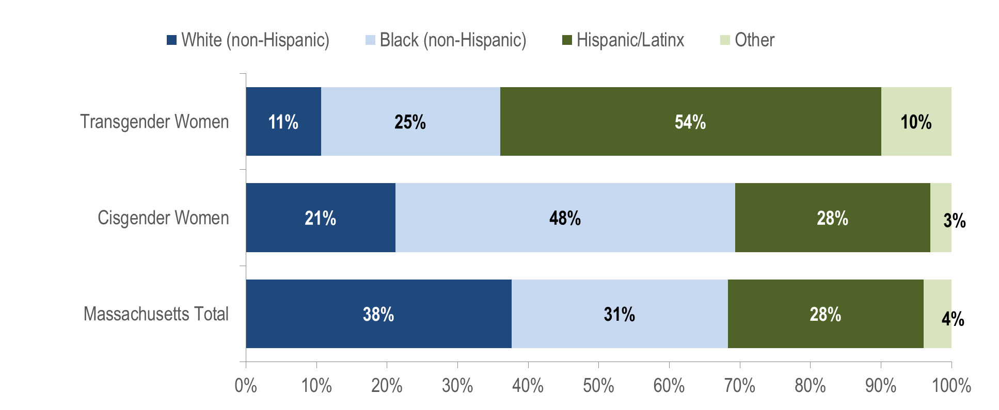 White (non-Hispanic) Black (non-Hispanic) Hispanic/Latinx Other
Transgender Women 11% 25% 54% 10%
Cisgender Women 21% 48% 28% 3%
Massachusetts Total 38% 31% 28% 4%
0% 10% 20% 30% 40% 50% 60% 70% 80% 90% 100%